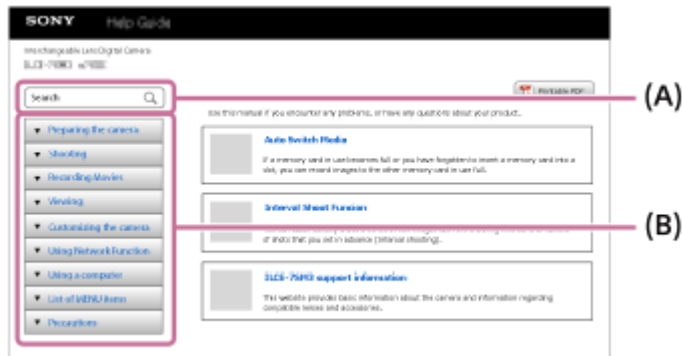 SONY Help Guide
Interchangeable Lens Digital Camera
Search
(A)
Printable PDF
Use this manual if you encounter any problems, or have any questions about your product.
Preparing the camera
Shooting
Recording Movies
Viewing
Customizing the camera
Using Network Function
Using a computer
List of MENU items
Precautions
Auto Switch Media
If a memory card in use becomes full or you have forgotten to insert a memory card into a
slot, you can record images to the other memory card in use full.
Interval Shoot Funcion
of shots that you set in advance (Interval shooting).
(B)
ILCE-7SM3 support information
This website provides basic information about the camera and information regarding
compatible lenses and accessories.